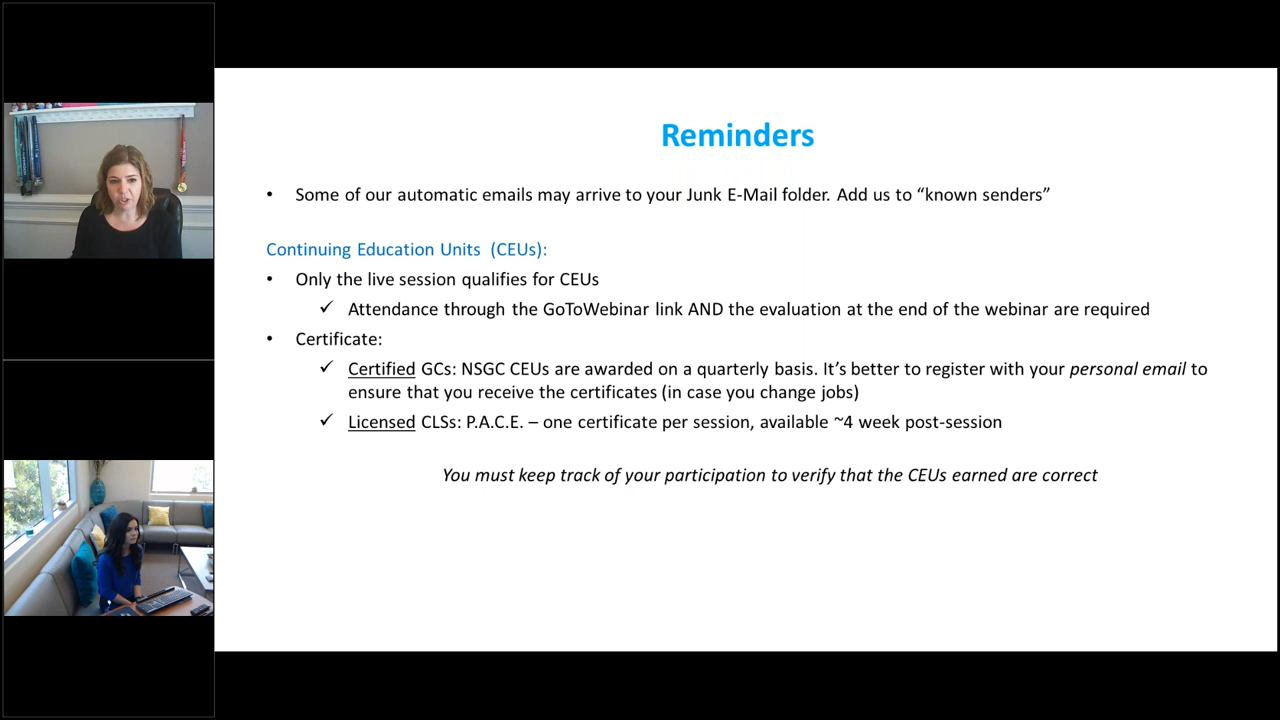 Reminders
• Some of our automatic emails may arrive to your Junk E-Mail folder. Add us to “known senders”
Continuing Education Units (CEUs):
• Only the live session qualifies for CEUs
✓ Attendance through the GoToWebinar link AND the evaluation at the end of the webinar are required
• Certificate:
✓ Certified GCs: NSGC CEUs are awarded on a quarterly basis. It’s better to register with your personal email to
ensure that you receive the certificates (in case you change jobs)
✓ Licensed CLSs: P.A.C.E. – one certificate per session, available ~4 week post-session
You must keep track of your participation to verify that the CEUs earned are correct